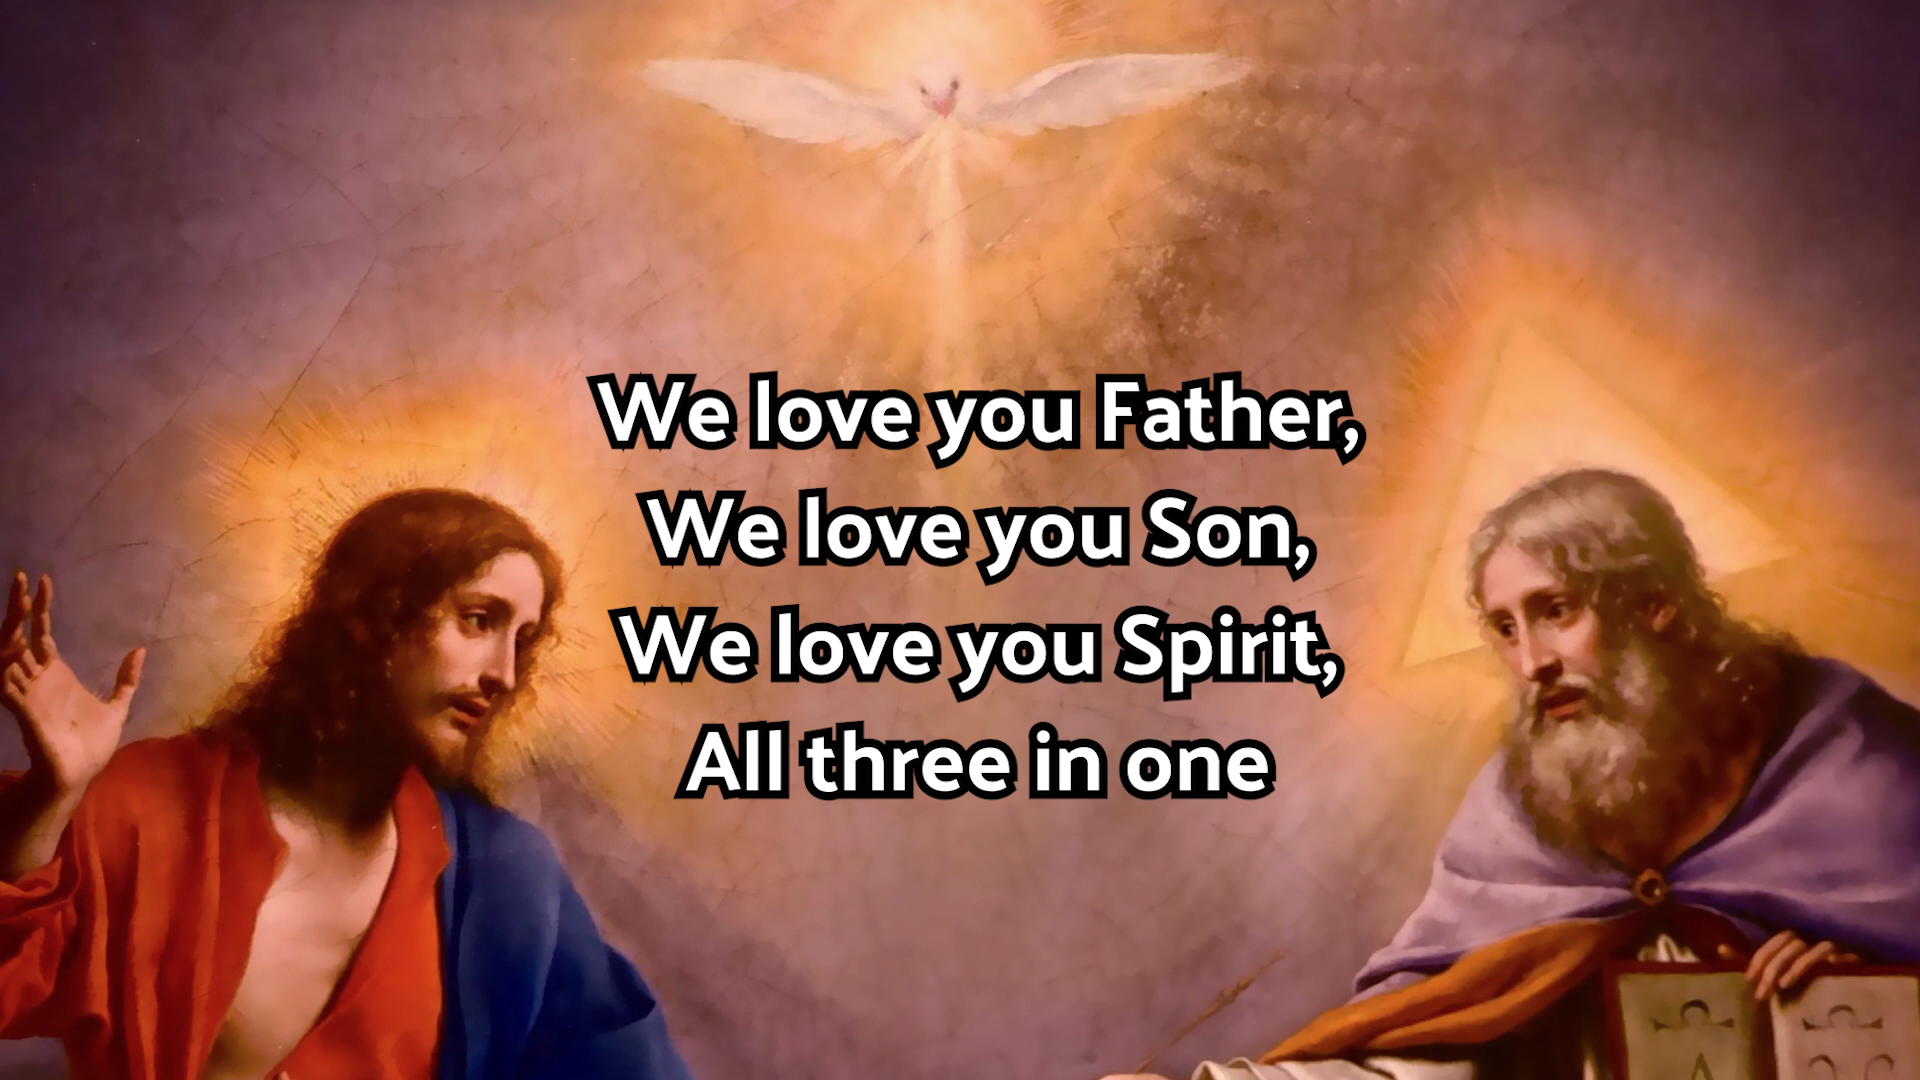 We love you Father,
We love you Son,
We love you Spirit,
All three in one